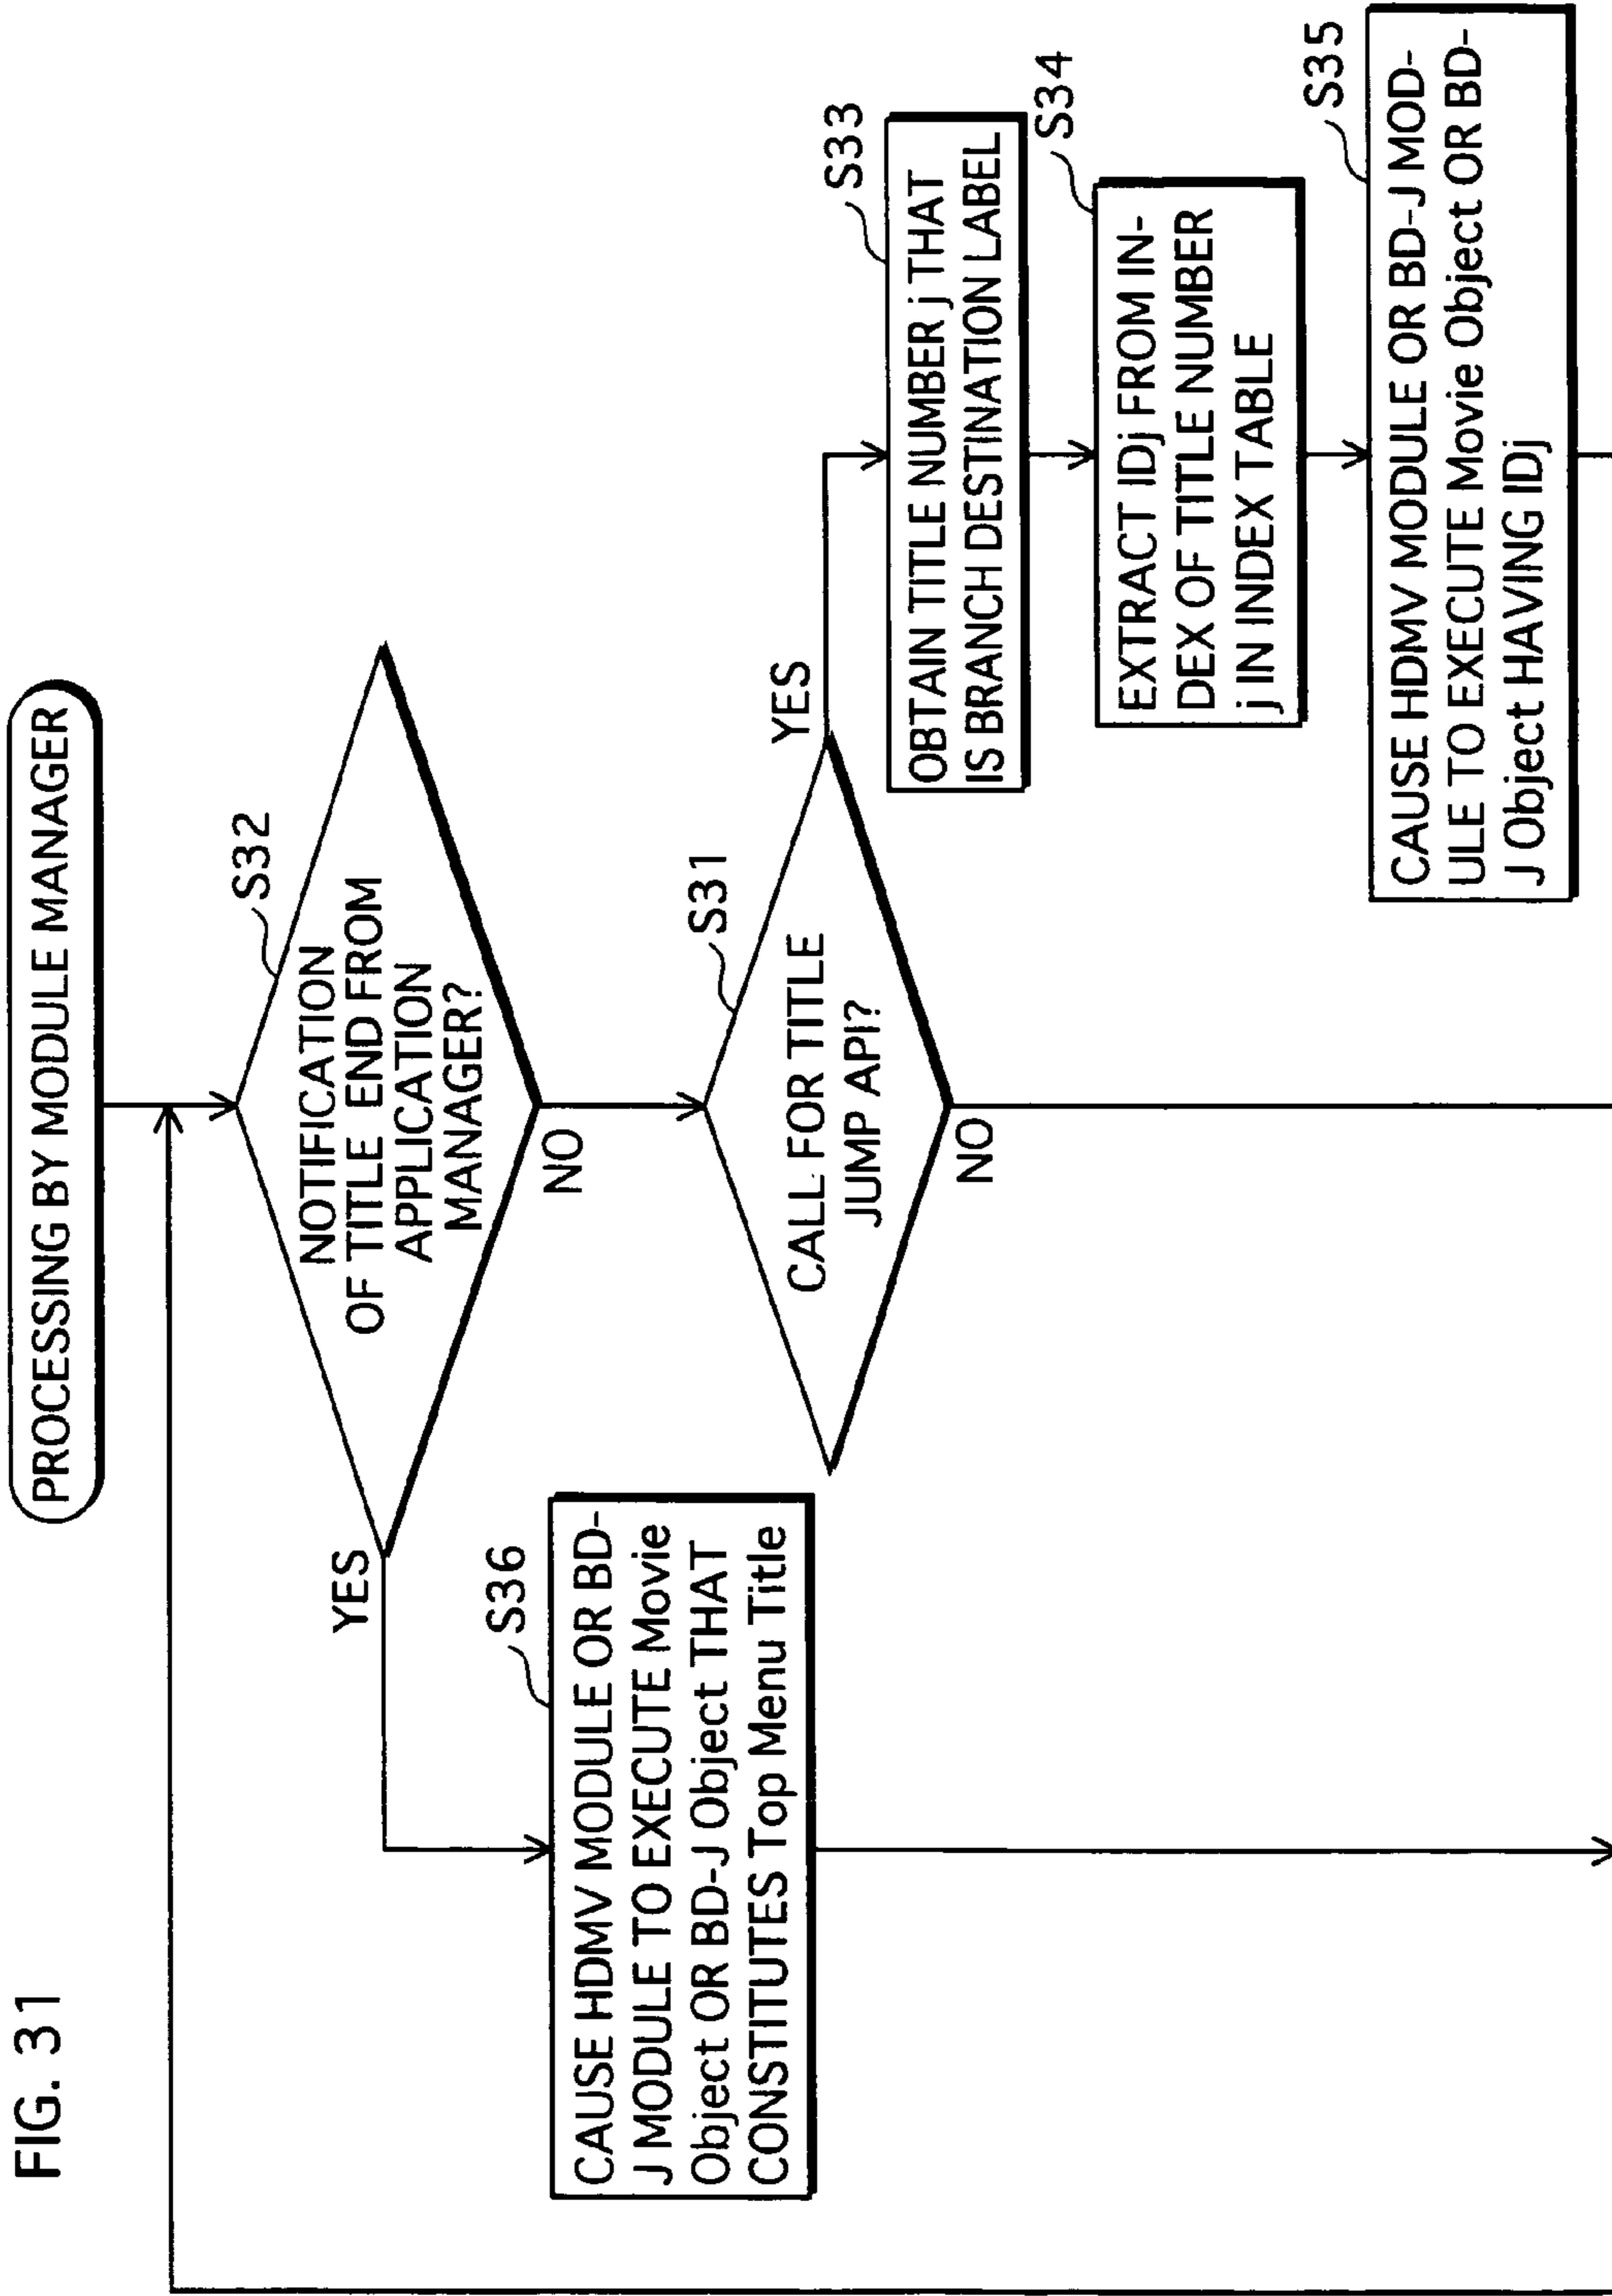 FIG. 31
PROCESSING BY MODULE MANAGER
S32
NOTIFICATION
OF TITLE END FROM
APPLICATION
MANAGER?
YES
NO
S36
CAUSE HDMV MODULE OR BD-
J MODULE TO EXECUTE Movie
Object OR BD-J Object THAT
CONSTITUTES Top Menu Title
S31
CALL FOR TITLE
JUMP API?
YES
NO
S33
OBTAIN TITLE NUMBER j THAT
IS BRANCH DESTINATION LABEL
S34
EXTRACT IDj FROM IN-
DEX OF TITLE NUMBER
j IN INDEX TABLE
S35
CAUSE HDMV MODULE OR BD-J MOD-
ULE TO EXECUTE Movie Object OR BD-
J Object HAVING IDj